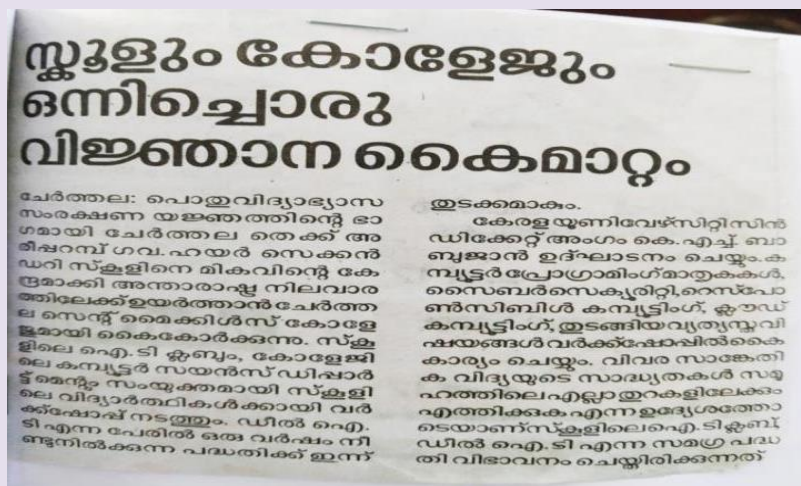 സ്കൂളും കോളേജും
ഒന്നിച്ചൊരു
വിജ്ഞാന കൈമാറ്റം
ചേർത്തല: പൊതുവിദ്യാഭ്യാസ
സംരക്ഷണ യജ്ഞത്തിന്റെ ഭാ
ഗമായി ചേർത്തല തെക്ക് അ
രീപ്പറമ്പ് ഗവ. ഹയർ സെക്കൻ
ഡറി സ്കൂളിനെ മികവിന്റെ കേ
ന്ദ്രമാക്കി അന്താരാഷ്ട്ര നിലവാര
ത്തിലേക്ക് ഉയർത്താൻ ചേർത്ത
ല സെന്റ് മൈക്കിൾസ് കോളേ
ജുമായി കൈകോർക്കുന്നു. സ്കൂ
ളിലെ ഐ.ടി ക്ലബ്ബും, കോളേജി
ലെ കമ്പ്യൂട്ടർ സയൻസ് ഡിപ്പാർ
ട്ട്മെന്റും സംയുക്തമായി സ്കൂളി
ലെ വിദ്യാർത്ഥികൾക്കായി വർ
ക്ക്ഷോപ്പ് നടത്തും. ഡീൽ ഐ.
ടി എന്ന പേരിൽ ഒരു വർഷം നീ
ണ്ടുനിൽക്കുന്ന പദ്ധതിക്ക് ഇന്ന്
തുടക്കമാകും.
കേരള യൂണിവേഴ്സിറ്റി സിൻ
ഡിക്കേറ്റ് അംഗം കെ.എച്ച്. ബാ
ബുജാൻ ഉദ്ഘാടനം ചെയ്യും. ക
മ്പ്യൂട്ടർ പ്രോഗ്രാമിംഗ് മാതൃകകൾ,
സൈബർ സെക്യൂരിറ്റി, റെസ്പോ
ൺസിബിൾ കമ്പ്യൂട്ടിംഗ്, ക്ലൗഡ്
കമ്പ്യൂട്ടിംഗ്, തുടങ്ങിയ വ്യത്യസ്ത വി
ഷയങ്ങൾ വർക്ക്ഷോപ്പിൽ കൈ
കാര്യം ചെയ്യും. വിവര സാങ്കേതി
ക വിദ്യയുടെ സാദ്ധ്യതകൾ സമൂ
ഹത്തിലെ എല്ലാ തുറകളിലേക്കും
എത്തിക്കുക എന്ന ഉദ്ദേശത്തോ
ടെയാണ് സ്കൂളിലെ ഐ.ടി ക്ലബ്
ഡീൽ ഐ.ടി എന്ന സമഗ്ര പദ്ധ
തി വിഭാവനം ചെയ്തിരിക്കുന്നത്